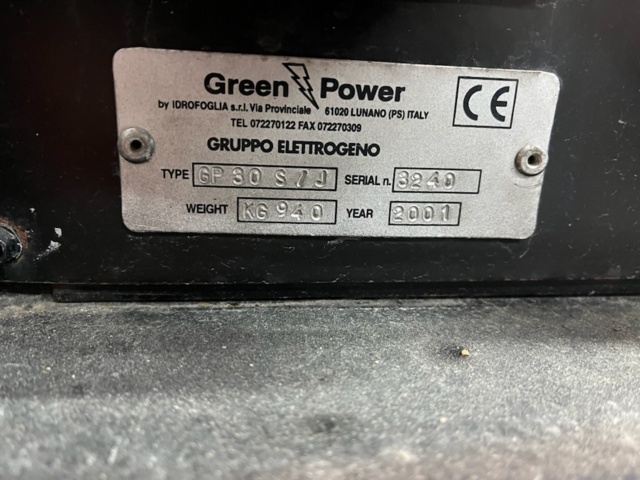 Green Power
by IDROFOGLIA s.r.l. Via Provinciale 61020 LUNANO (PS) ITALY
TEL 072270122 FAX 072270309
CE
GRUPPO ELETTROGENO
TYPE GP 30 S/J SERIAL n. 3240
WEIGHT KG 940 YEAR 2001